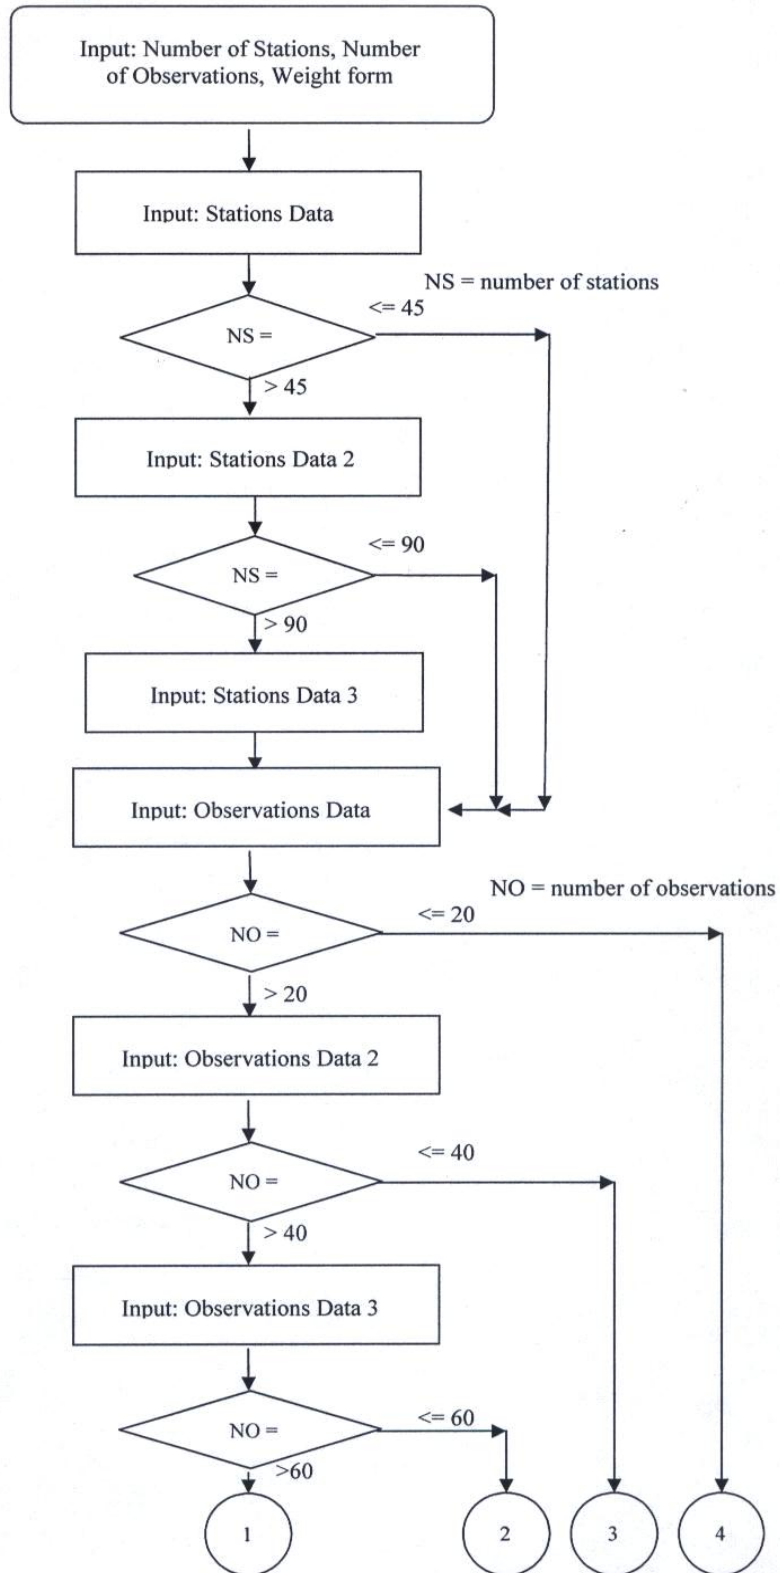 Input: Number of Stations, Number
of Observations, Weight form
Input: Stations Data
NS = number of stations
<= 45
NS =
> 45
Input: Stations Data 2
<= 90
NS =
> 90
Input: Stations Data 3
Input: Observations Data
NO = number of observations
<= 20
NO =
> 20
Input: Observations Data 2
<= 40
NO =
> 40
Input: Observations Data 3
<= 60
NO =
>60
1
2
3
4